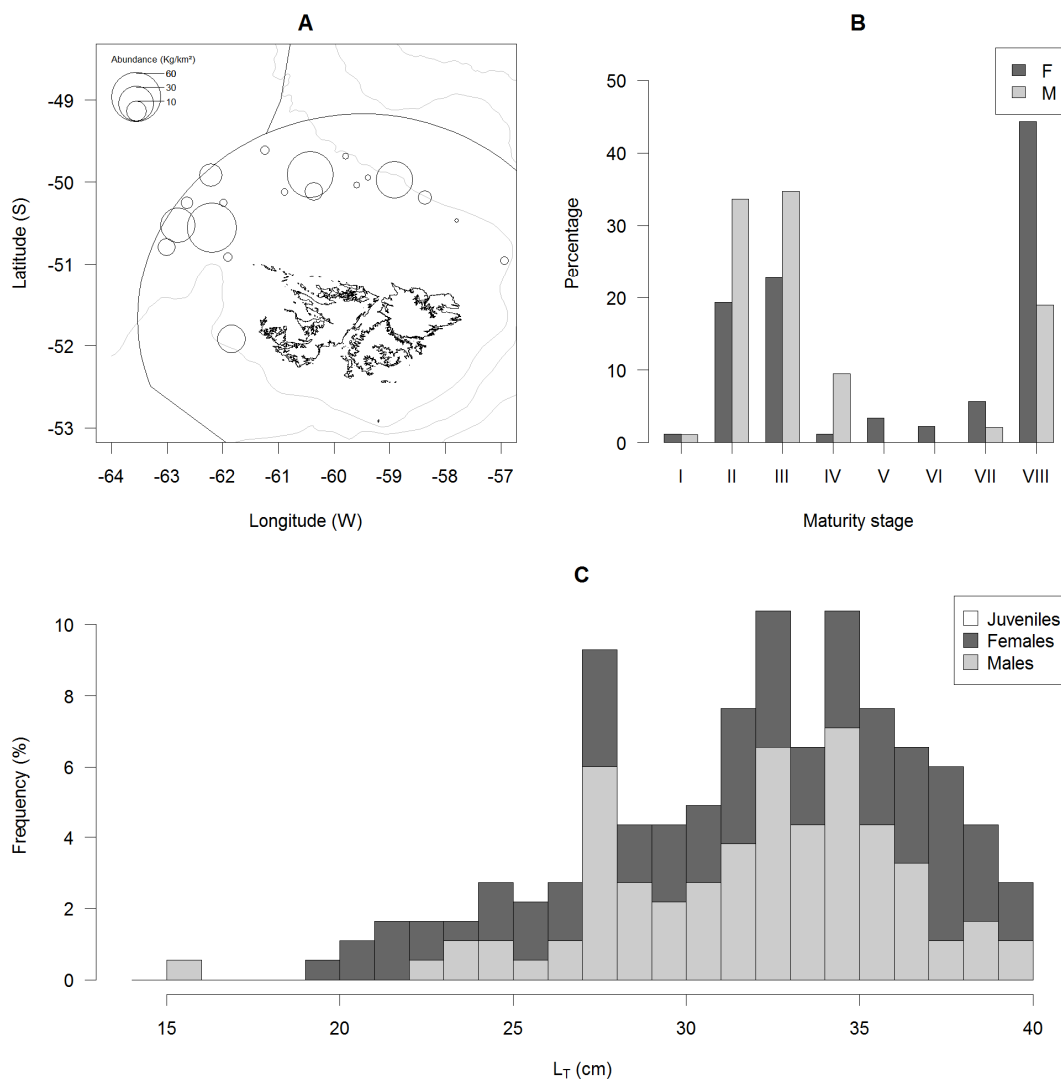 A
Abundance (Kg/km²)
60
30
10
-49
-50
-51
-52
-53
Latitude (S)
-64 -63 -62 -61 -60 -59 -58 -57
Longitude (W)
B
F
M
50
40
30
20
10
0
Percentage
I II III IV V VI VII VIII
Maturity stage
C
Juveniles
Females
Males
10
8
6
4
2
0
Frequency (%)
15 20 25 30 35 40
L_T (cm)